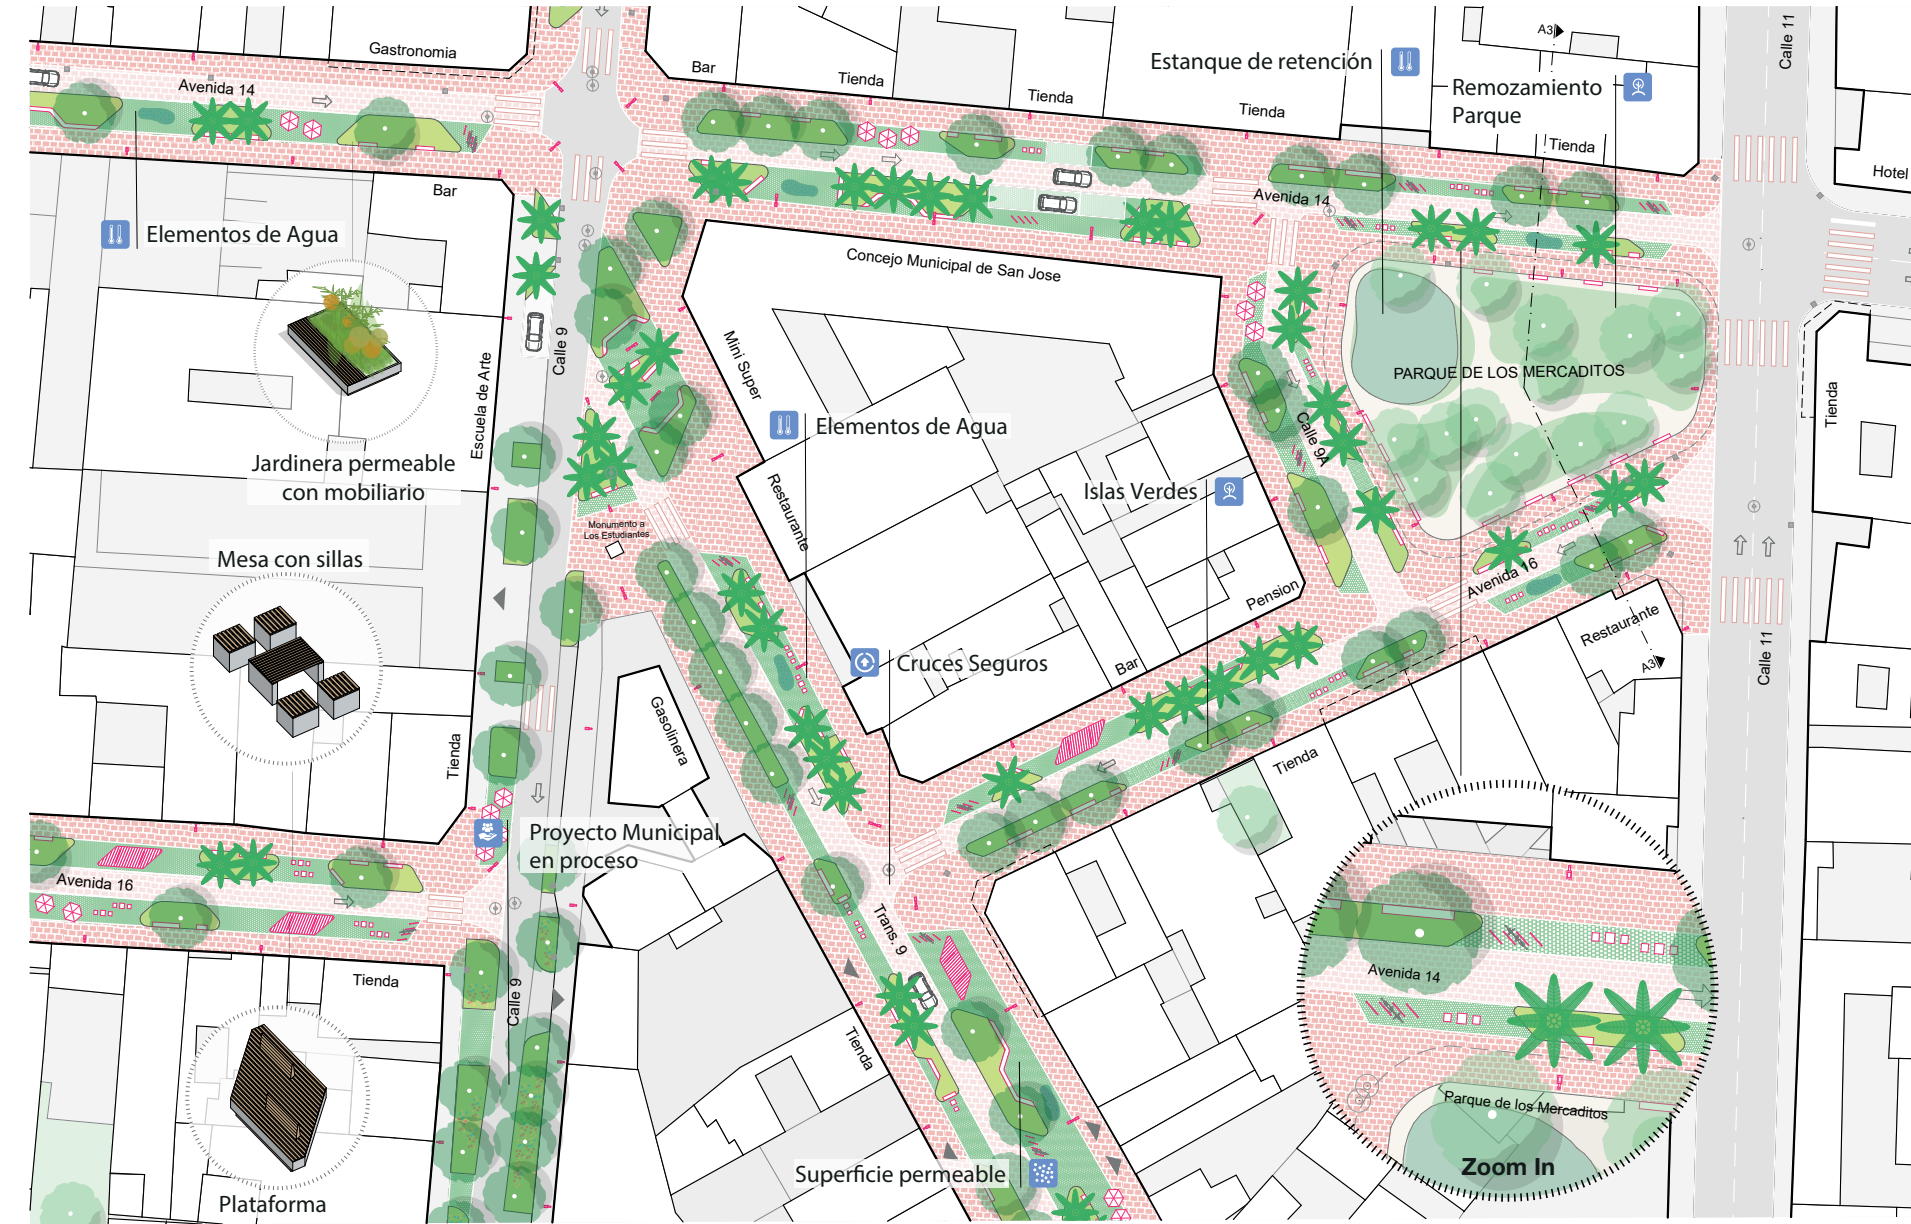 Gastronomia
Avenida 14
Bar
Bar
Tienda
Tienda
Tienda
Tienda
Calle 11
A3
Hotel
Estanque de retención
Remozamiento
Parque
Elementos de Agua
Avenida 14
Concejo Municipal de San Jose
Calle 9
Escuela de Arte
Mini Super
PARQUE DE LOS MERCADITOS
Calle 9A
Tienda
Jardinera permeable
con mobiliario
Elementos de Agua
Restaurante
Islas Verdes
Monumento a
Los Estudiantes
Mesa con sillas
Pension
Avenida 16
Restaurante
A3
Calle 11
Cruces Seguros
Bar
Gasolinera
Tienda
Tienda
Proyecto Municipal
en proceso
Avenida 16
Trans. 9
Tienda
Calle 9
Tienda
Plataforma
Superficie permeable
Avenida 14
Parque de los Mercaditos
Zoom In